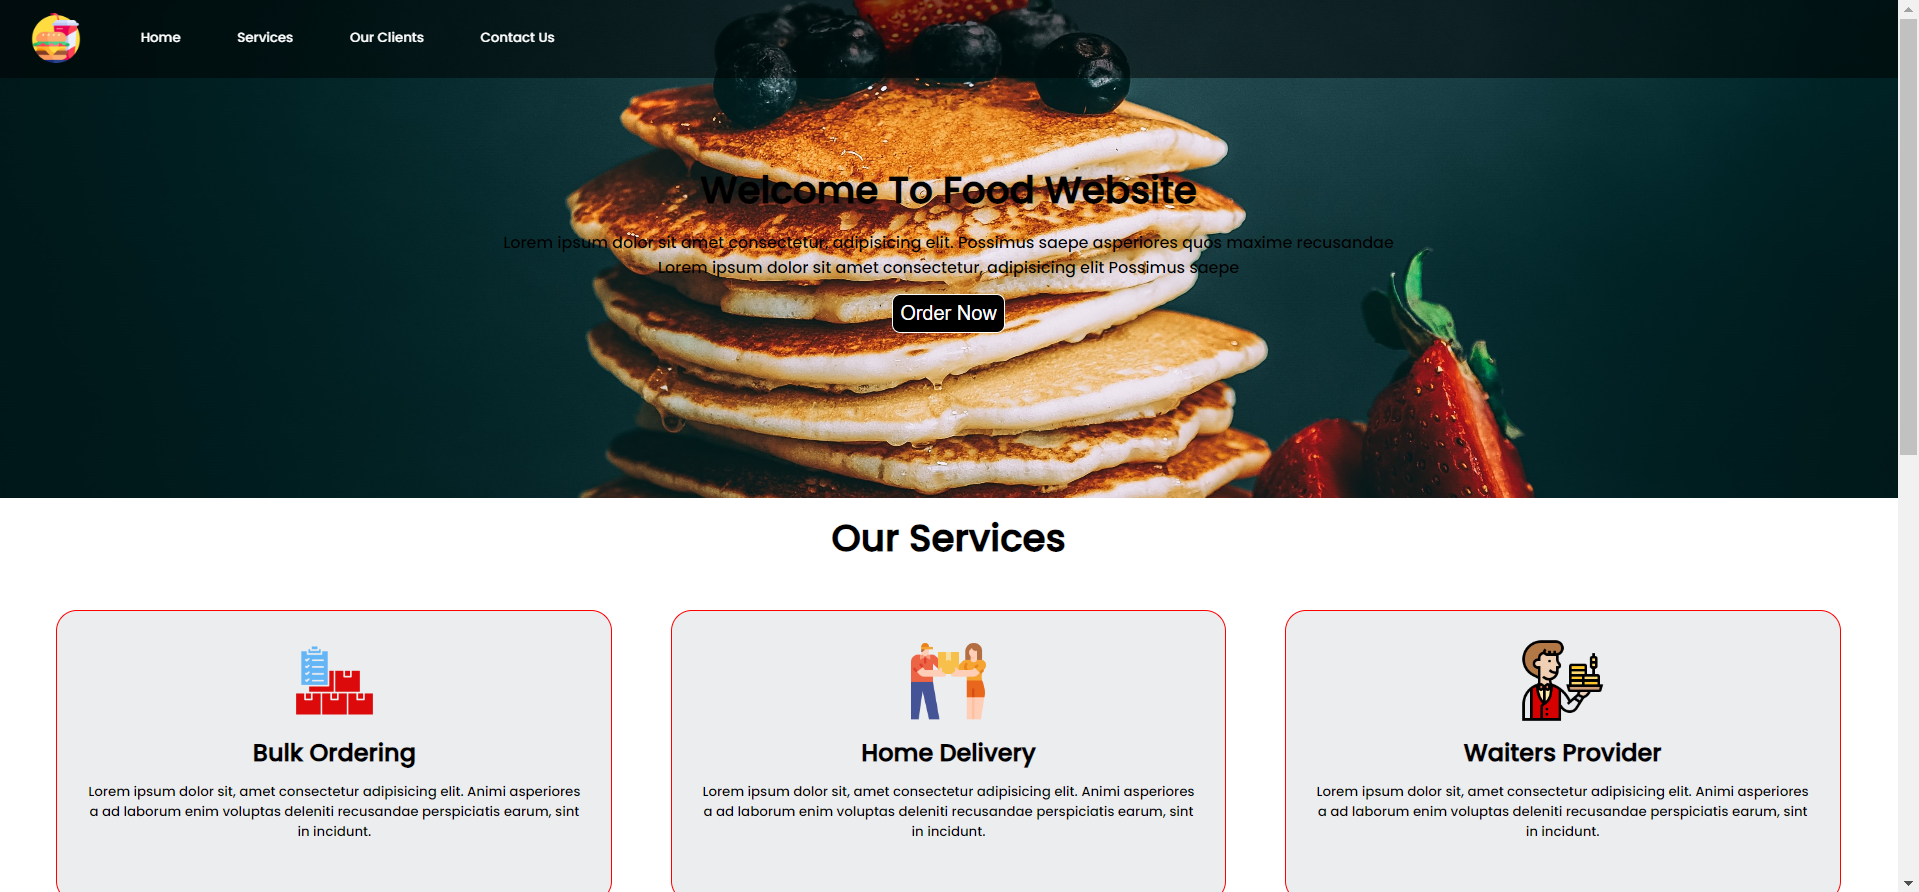 Home Services Our Clients Contact Us
Welcome To Food Website
Lorem ipsum dolor sit amet consectetur, adipisicing elit. Possimus saepe asperiores quos maxime recusandae
Lorem ipsum dolor sit amet consectetur, adipisicing elit Possimus saepe
Order Now
Our Services
Bulk Ordering
Lorem ipsum dolor sit, amet consectetur adipisicing elit. Animi asperiores
a ad laborum enim voluptas deleniti recusandae perspiciatis earum, sint
in incidunt.
Home Delivery
Lorem ipsum dolor sit, amet consectetur adipisicing elit. Animi asperiores
a ad laborum enim voluptas deleniti recusandae perspiciatis earum, sint
in incidunt.
Waiters Provider
Lorem ipsum dolor sit, amet consectetur adipisicing elit. Animi asperiores
a ad laborum enim voluptas deleniti recusandae perspiciatis earum, sint
in incidunt.